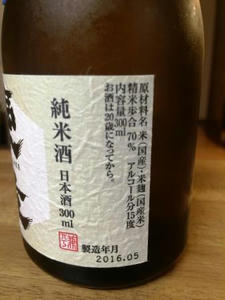 原材料名 米(国産)・米麹(国産米)
精米歩合 70% アルコール分15度
内容量300ml
お酒は20歳になってから。
純米酒 日本酒 300ml
製造年月
2016.05